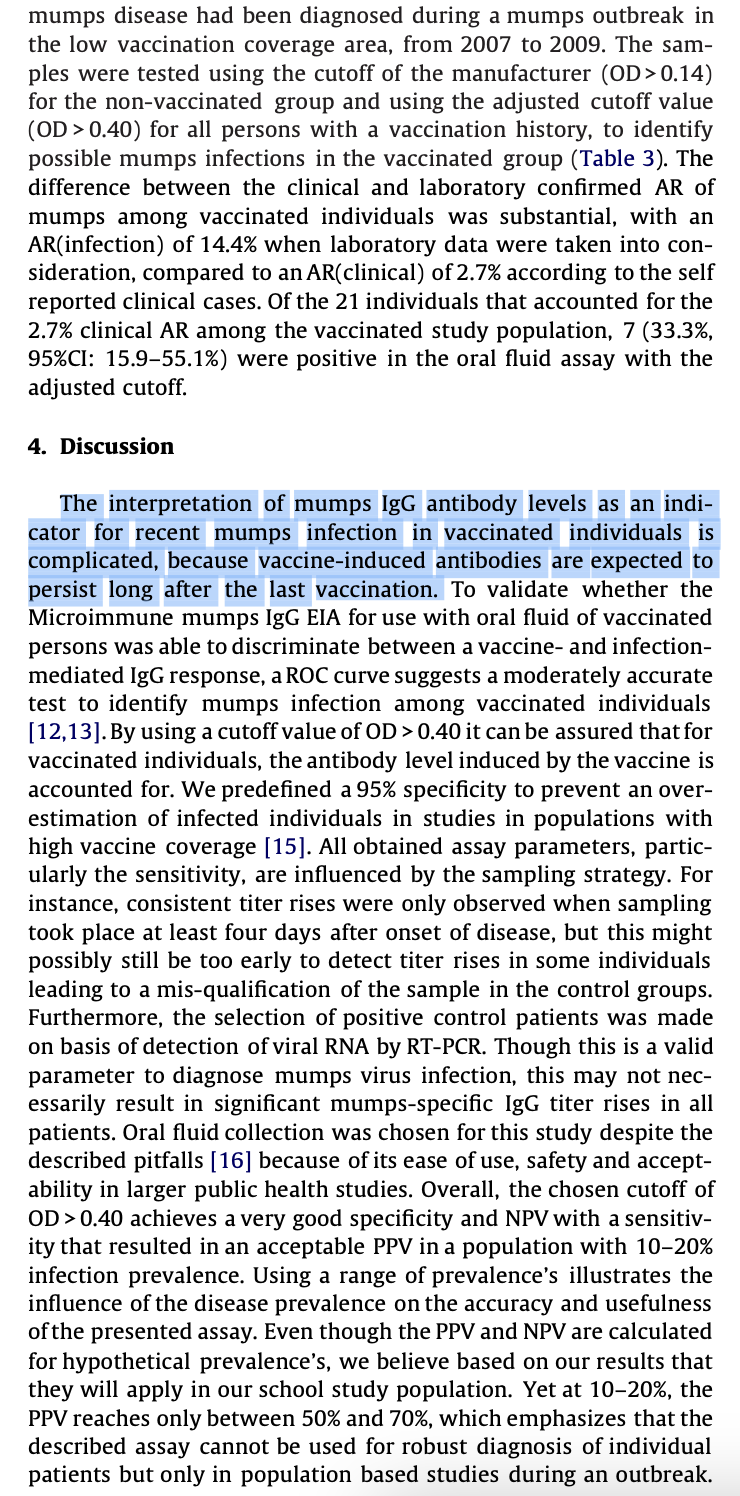 mumps disease had been diagnosed during a mumps outbreak in
the low vaccination coverage area, from 2007 to 2009. The sam-
ples were tested using the cutoff of the manufacturer (OD > 0.14)
for the non-vaccinated group and using the adjusted cutoff value
(OD > 0.40) for all persons with a vaccination history, to identify
possible mumps infections in the vaccinated group (Table 3). The
difference between the clinical and laboratory confirmed AR of
mumps among vaccinated individuals was substantial, with an
AR(infection) of 14.4% when laboratory data were taken into con-
sideration, compared to an AR(clinical) of 2.7% according to the self
reported clinical cases. Of the 21 individuals that accounted for the
2.7% clinical AR among the vaccinated study population, 7 (33.3%,
95%CI: 15.9–55.1%) were positive in the oral fluid assay with the
adjusted cutoff.
4. Discussion
The interpretation of mumps IgG antibody levels as an indi-
cator for recent mumps infection in vaccinated individuals is
complicated, because vaccine-induced antibodies are expected to
persist long after the last vaccination. To validate whether the
Microimmune mumps IgG EIA for use with oral fluid of vaccinated
persons was able to discriminate between a vaccine- and infection-
mediated IgG response, a ROC curve suggests a moderately accurate
test to identify mumps infection among vaccinated individuals
[12,13]. By using a cutoff value of OD > 0.40 it can be assured that for
vaccinated individuals, the antibody level induced by the vaccine is
accounted for. We predefined a 95% specificity to prevent an over-
estimation of infected individuals in studies in populations with
high vaccine coverage [15]. All obtained assay parameters, partic-
ularly the sensitivity, are influenced by the sampling strategy. For
instance, consistent titer rises were only observed when sampling
took place at least four days after onset of disease, but this might
possibly still be too early to detect titer rises in some individuals
leading to a mis-qualification of the sample in the control groups.
Furthermore, the selection of positive control patients was made
on basis of detection of viral RNA by RT-PCR. Though this is a valid
parameter to diagnose mumps virus infection, this may not nec-
essarily result in significant mumps-specific IgG titer rises in all
patients. Oral fluid collection was chosen for this study despite the
described pitfalls [16] because of its ease of use, safety and accept-
ability in larger public health studies. Overall, the chosen cutoff of
OD > 0.40 achieves a very good specificity and NPV with a sensitiv-
ity that resulted in an acceptable PPV in a population with 10–20%
infection prevalence. Using a range of prevalence's illustrates the
influence of the disease prevalence on the accuracy and usefulness
of the presented assay. Even though the PPV and NPV are calculated
for hypothetical prevalence's, we believe based on our results that
they will apply in our school study population. Yet at 10–20%, the
PPV reaches only between 50% and 70%, which emphasizes that the
described assay cannot be used for robust diagnosis of individual
patients but only in population based studies during an outbreak.